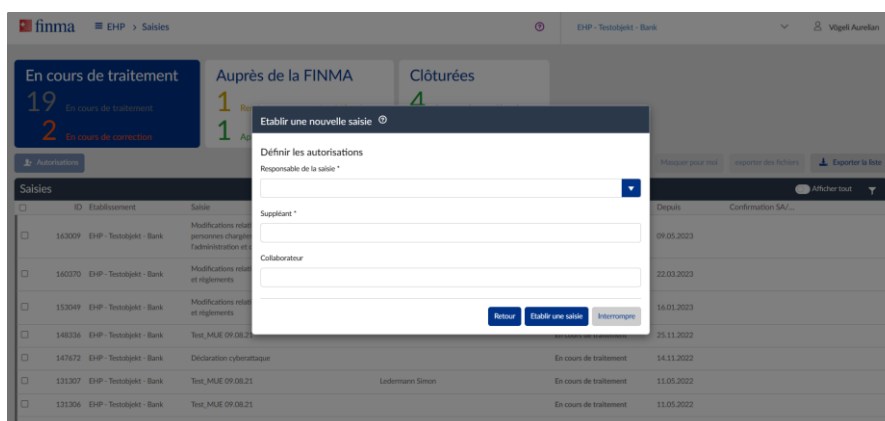 finma
EHP > Saisies
EHP - Testobjekt - Bank
Vögeli Aurelian
En cours de traitement
19 En cours de traitement
2 En cours de correction
Auprès de la FINMA
1
1
Clôturées
4
Autorisations
Masquer pour moi
exporter des fichiers
Exporter la liste
Saisies
Afficher tout
ID Etablissement Saisie Depuis Confirmation SA/...
163009 EHP - Testobjekt - Bank
Modifications relati
personnes chargées
l'administration et c
09.05.2023
160370 EHP - Testobjekt - Bank
Modifications relati
et règlements
22.03.2023
153049 EHP - Testobjekt - Bank
Modifications relati
et règlements
16.01.2023
148336 EHP - Testobjekt - Bank Test_MUE 09.08.21 En cours de traitement 25.11.2022
147672 EHP - Testobjekt - Bank Déclaration cyberattaque En cours de traitement 14.11.2022
131307 EHP - Testobjekt - Bank Test_MUE 09.08.21 Ledermann Simon En cours de traitement 11.05.2022
131306 EHP - Testobjekt - Bank Test_MUE 09.08.21 En cours de traitement 11.05.2022
Etablir une nouvelle saisie
Définir les autorisations
Responsable de la saisie *
Suppléant *
Collaborateur
Retour
Etablir une saisie
Interrompre